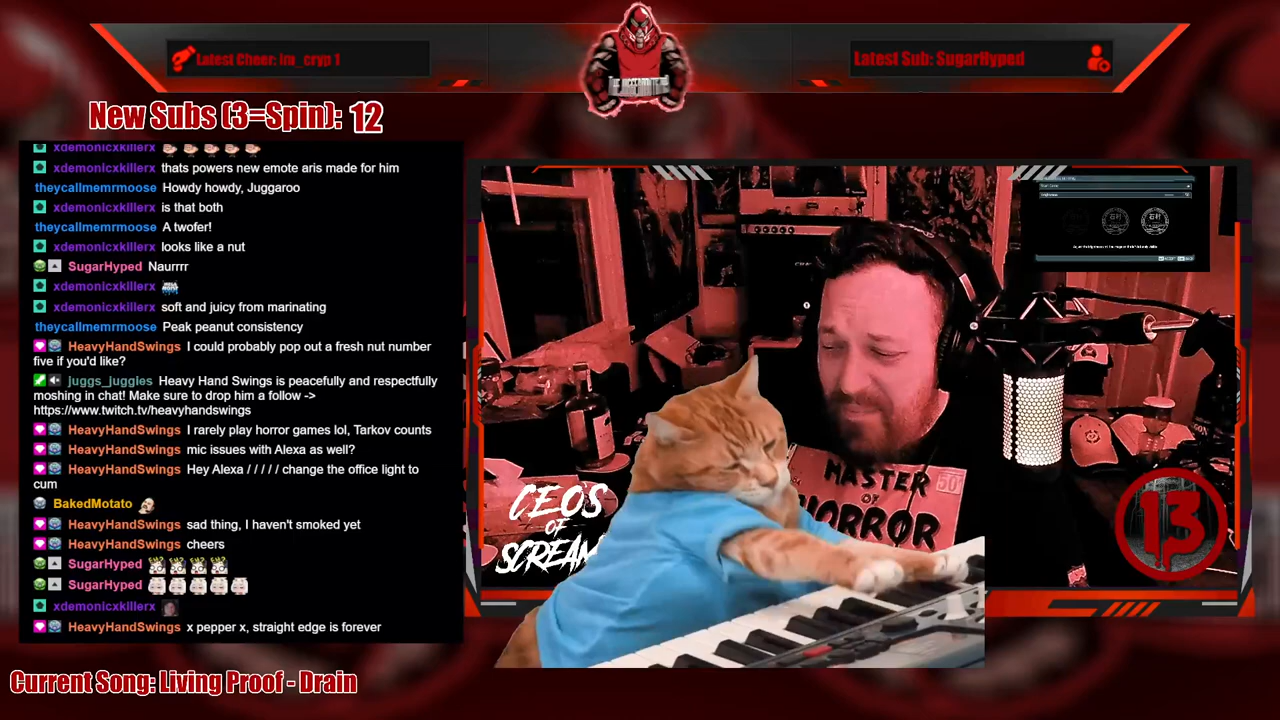 Latest Cheer: Im_cryp 1
Latest Sub: SugarHyped
New Subs (3=Spin): 12
xdemonicxkillerx
xdemonicxkillerx thats powers new emote aris made for him
theycallmemrmoose Howdy howdy, Juggaroo
xdemonicxkillerx is that both
theycallmemrmoose A twofer!
xdemonicxkillerx looks like a nut
SugarHyped Naurrrr
xdemonicxkillerx
xdemonicxkillerx soft and juicy from marinating
theycallmemrmoose Peak peanut consistency
HeavyHandSwings I could probably pop out a fresh nut number
five if you'd like?
juggs_juggies Heavy Hand Swings is peacefully and respectfully
moshing in chat! Make sure to drop him a follow ->
https://www.twitch.tv/heavyhandswings
HeavyHandSwings I rarely play horror games lol, Tarkov counts
HeavyHandSwings mic issues with Alexa as well?
HeavyHandSwings Hey Alexa / / / / / change the office light to
cum
BakedMotato
HeavyHandSwings sad thing, I haven't smoked yet
HeavyHandSwings cheers
SugarHyped
SugarHyped
xdemonicxkillerx
HeavyHandSwings x pepper x, straight edge is forever
Current Song: Living Proof - Drain
CEOS
OF
SCREAM
MASTER
OF
HORROR
50¢
13